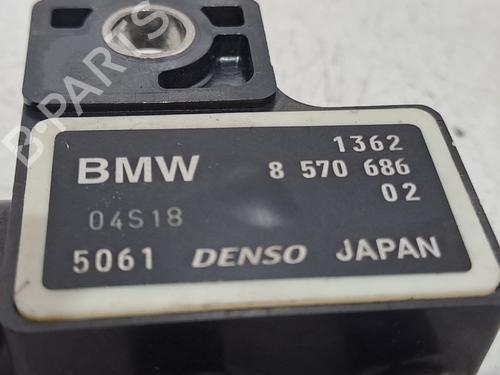 B-PARTS
1362
BMW 8 570 686
02
04S18
5061 DENSO JAPAN